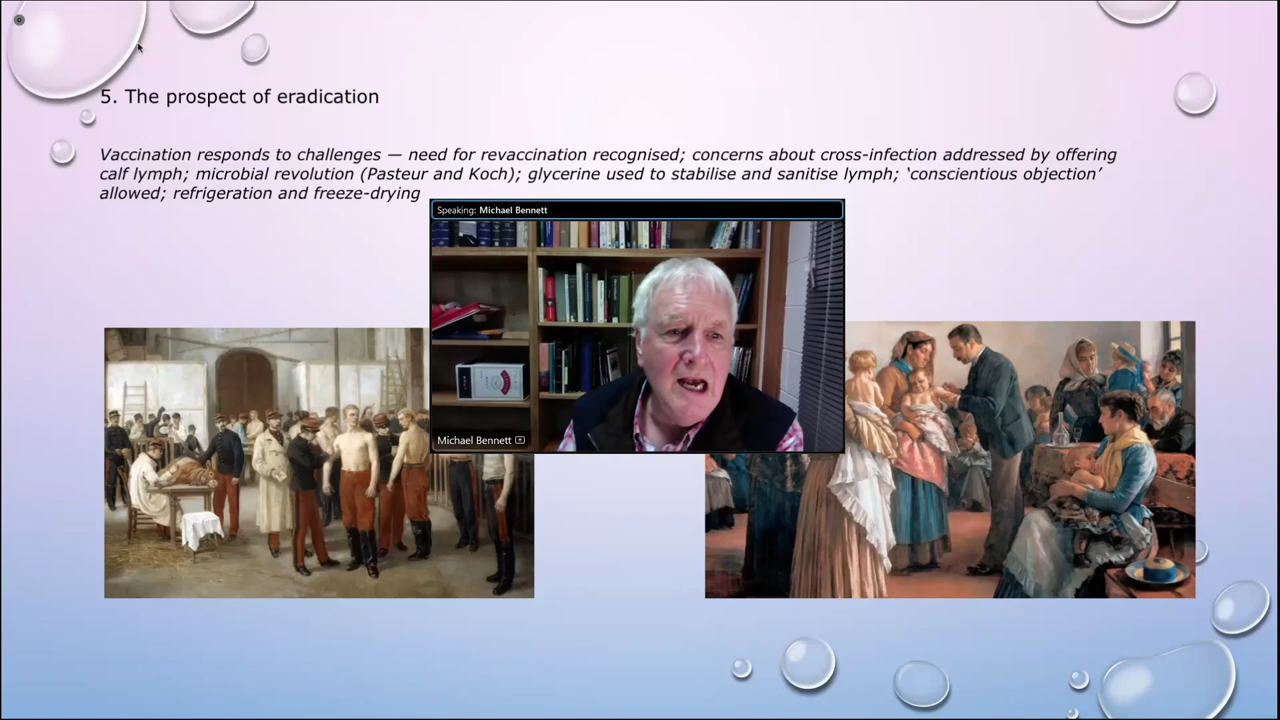 5. The prospect of eradication
Vaccination responds to challenges — need for revaccination recognised; concerns about cross-infection addressed by offering
calf lymph; microbial revolution (Pasteur and Koch); glycerine used to stabilise and sanitise lymph; ‘conscientious objection’
allowed; refrigeration and freeze-drying
Speaking: Michael Bennett
Michael Bennett